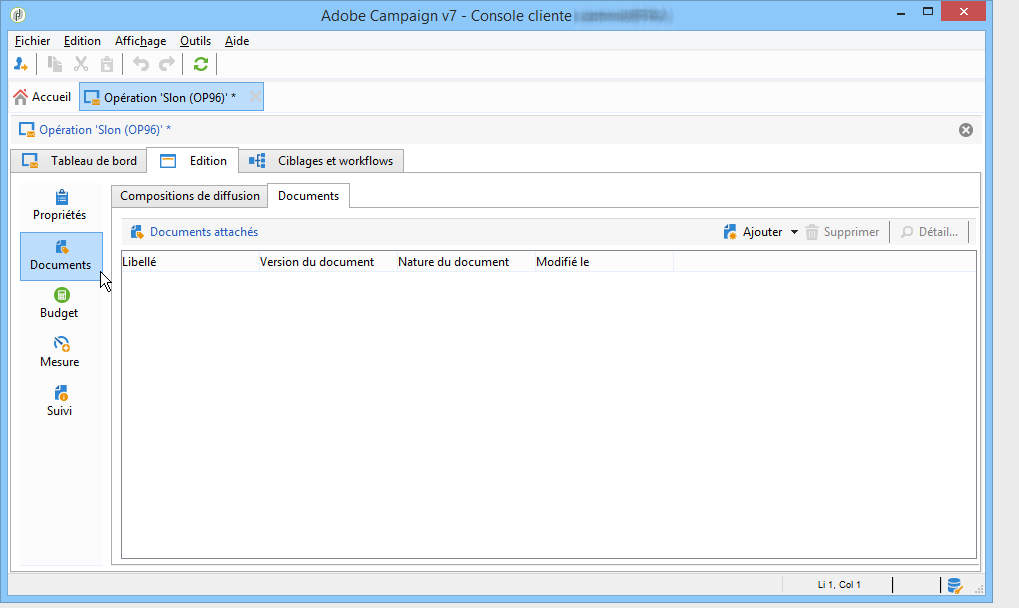 Adobe Campaign v7 - Console cliente
Fichier Edition Affichage Outils Aide
Accueil Opération 'Slon (OP96)' *
Opération 'Slon (OP96)' *
Tableau de bord Edition Ciblages et workflows
Propriétés
Documents
Budget
Mesure
Suivi
Compositions de diffusion Documents
Documents attachés Ajouter Supprimer Détail...
Libellé Version du document Nature du document Modifié le
Li 1, Col 1